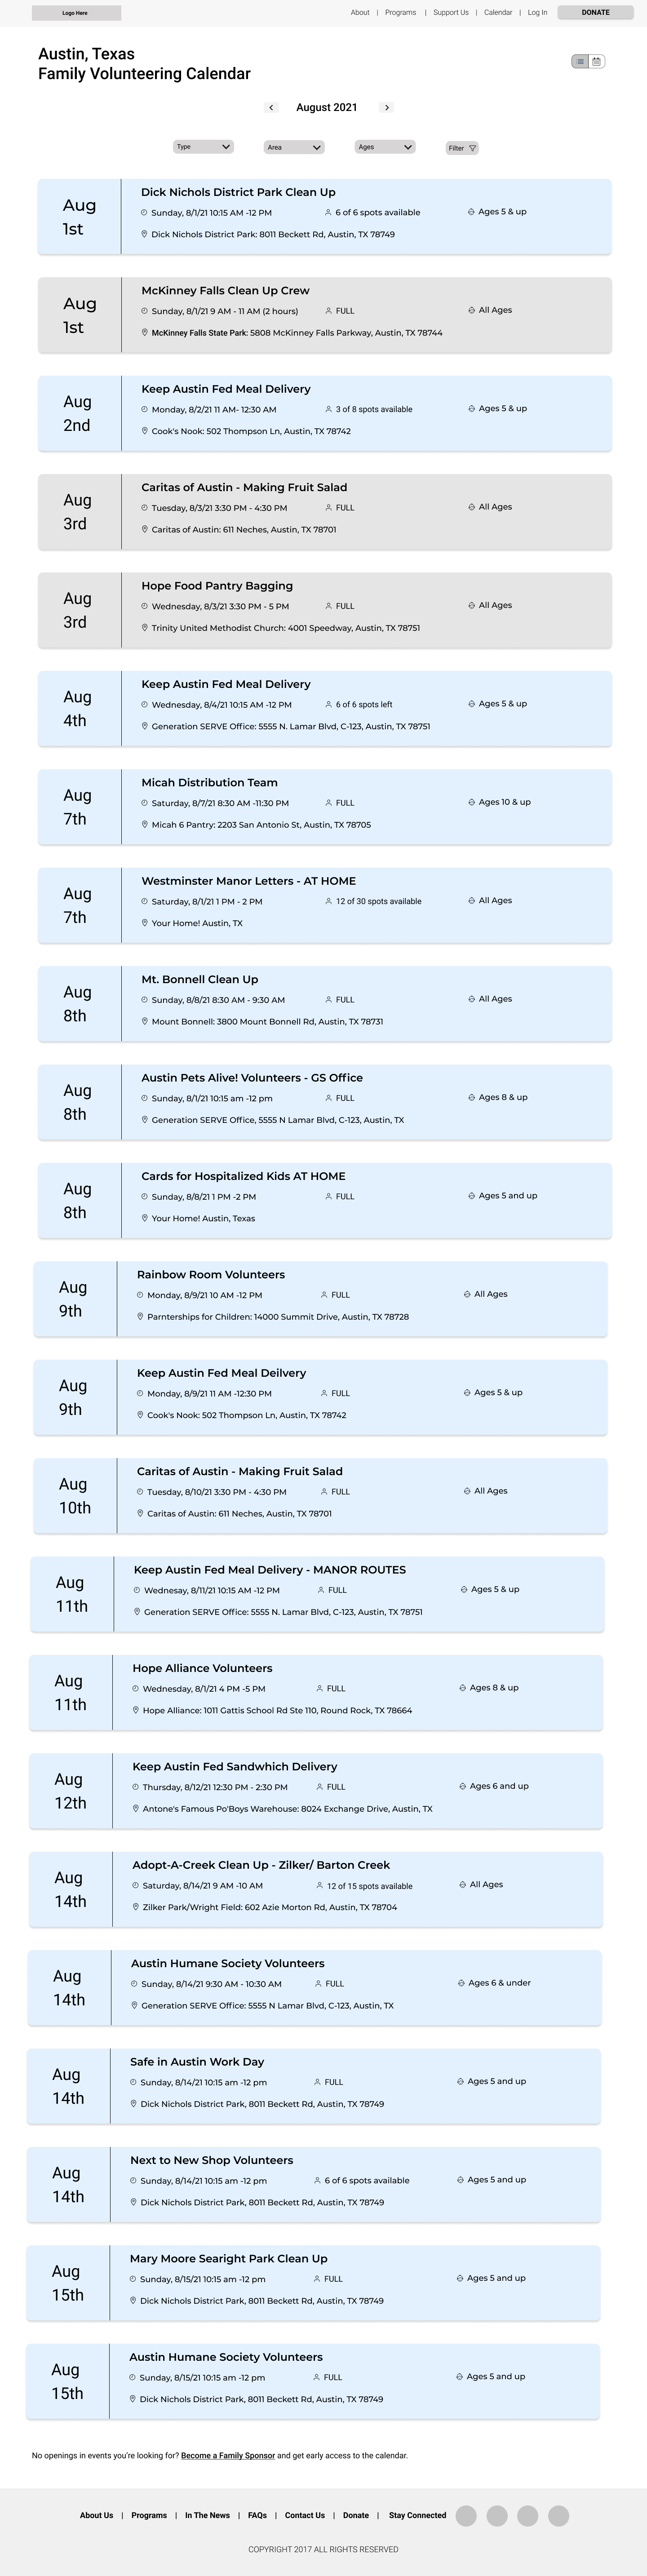 Logo Here
About | Programs | Support Us | Calendar | Log In DONATE
Austin, Texas
Family Volunteering Calendar
August 2021
Type Area Ages Filter
Aug
1st
Dick Nichols District Park Clean Up
Sunday, 8/1/21 10:15 AM -12 PM 6 of 6 spots available Ages 5 & up
Dick Nichols District Park: 8011 Beckett Rd, Austin, TX 78749
Aug
1st
McKinney Falls Clean Up Crew
Sunday, 8/1/21 9 AM - 11 AM (2 hours) FULL All Ages
McKinney Falls State Park: 5808 McKinney Falls Parkway, Austin, TX 78744
Aug
2nd
Keep Austin Fed Meal Delivery
Monday, 8/2/21 11 AM- 12:30 AM 3 of 8 spots available Ages 5 & up
Cook's Nook: 502 Thompson Ln, Austin, TX 78742
Aug
3rd
Caritas of Austin - Making Fruit Salad
Tuesday, 8/3/21 3:30 PM - 4:30 PM FULL All Ages
Caritas of Austin: 611 Neches, Austin, TX 78701
Aug
3rd
Hope Food Pantry Bagging
Wednesday, 8/3/21 3:30 PM - 5 PM FULL All Ages
Trinity United Methodist Church: 4001 Speedway, Austin, TX 78751
Aug
4th
Keep Austin Fed Meal Delivery
Wednesday, 8/4/21 10:15 AM -12 PM 6 of 6 spots left Ages 5 & up
Generation SERVE Office: 5555 N. Lamar Blvd, C-123, Austin, TX 78751
Aug
7th
Micah Distribution Team
Saturday, 8/7/21 8:30 AM -11:30 PM FULL Ages 10 & up
Micah 6 Pantry: 2203 San Antonio St, Austin, TX 78705
Aug
7th
Westminster Manor Letters - AT HOME
Saturday, 8/1/21 1 PM - 2 PM 12 of 30 spots available All Ages
Your Home! Austin, TX
Aug
8th
Mt. Bonnell Clean Up
Sunday, 8/8/21 8:30 AM - 9:30 AM FULL All Ages
Mount Bonnell: 3800 Mount Bonnell Rd, Austin, TX 78731
Aug
8th
Austin Pets Alive! Volunteers - GS Office
Sunday, 8/1/21 10:15 am -12 pm FULL Ages 8 & up
Generation SERVE Office, 5555 N Lamar Blvd, C-123, Austin, TX
Aug
8th
Cards for Hospitalized Kids AT HOME
Sunday, 8/8/21 1 PM -2 PM FULL Ages 5 and up
Your Home! Austin, Texas
Aug
9th
Rainbow Room Volunteers
Monday, 8/9/21 10 AM -12 PM FULL All Ages
Parnterships for Children: 14000 Summit Drive, Austin, TX 78728
Aug
9th
Keep Austin Fed Meal Deilvery
Monday, 8/9/21 11 AM -12:30 PM FULL Ages 5 & up
Cook's Nook: 502 Thompson Ln, Austin, TX 78742
Aug
10th
Caritas of Austin - Making Fruit Salad
Tuesday, 8/10/21 3:30 PM - 4:30 PM FULL All Ages
Caritas of Austin: 611 Neches, Austin, TX 78701
Aug
11th
Keep Austin Fed Meal Delivery - MANOR ROUTES
Wednesay, 8/11/21 10:15 AM -12 PM FULL Ages 5 & up
Generation SERVE Office: 5555 N. Lamar Blvd, C-123, Austin, TX 78751
Aug
11th
Hope Alliance Volunteers
Wednesday, 8/1/21 4 PM -5 PM FULL Ages 8 & up
Hope Alliance: 1011 Gattis School Rd Ste 110, Round Rock, TX 78664
Aug
12th
Keep Austin Fed Sandwhich Delivery
Thursday, 8/12/21 12:30 PM - 2:30 PM FULL Ages 6 and up
Antone's Famous Po'Boys Warehouse: 8024 Exchange Drive, Austin, TX
Aug
14th
Adopt-A-Creek Clean Up - Zilker/ Barton Creek
Saturday, 8/14/21 9 AM -10 AM 12 of 15 spots available All Ages
Zilker Park/Wright Field: 602 Azie Morton Rd, Austin, TX 78704
Aug
14th
Austin Humane Society Volunteers
Sunday, 8/14/21 9:30 AM - 10:30 AM FULL Ages 6 & under
Generation SERVE Office: 5555 N Lamar Blvd, C-123, Austin, TX
Aug
14th
Safe in Austin Work Day
Sunday, 8/14/21 10:15 am -12 pm FULL Ages 5 and up
Dick Nichols District Park, 8011 Beckett Rd, Austin, TX 78749
Aug
14th
Next to New Shop Volunteers
Sunday, 8/14/21 10:15 am -12 pm 6 of 6 spots available Ages 5 and up
Dick Nichols District Park, 8011 Beckett Rd, Austin, TX 78749
Aug
15th
Mary Moore Searight Park Clean Up
Sunday, 8/15/21 10:15 am -12 pm FULL Ages 5 and up
Dick Nichols District Park, 8011 Beckett Rd, Austin, TX 78749
Aug
15th
Austin Humane Society Volunteers
Sunday, 8/15/21 10:15 am -12 pm FULL Ages 5 and up
Dick Nichols District Park, 8011 Beckett Rd, Austin, TX 78749
No openings in events you're looking for? Become a Family Sponsor and get early access to the calendar.
About Us | Programs | In The News | FAQs | Contact Us | Donate | Stay Connected
COPYRIGHT 2017 ALL RIGHTS RESERVED